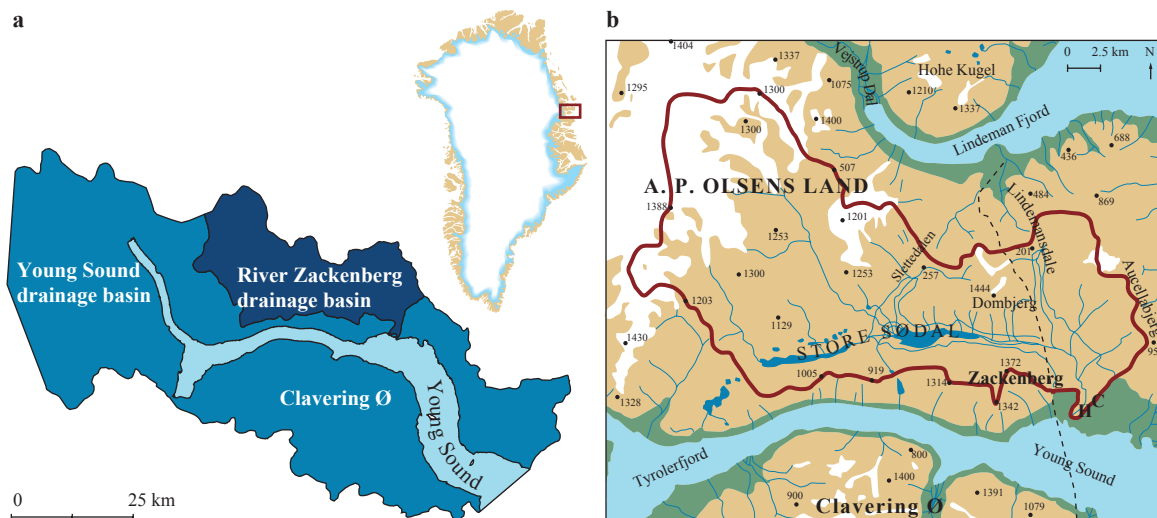 a
Young Sound
drainage basin
River Zackenberg
drainage basin
Clavering Ø
Young Sound
0 25 km
b
1404
1337
1295
1300
1075
1300
1400
Vejstrup Dal
Hohe Kugel
1210
1337
0 2.5 km
N
Lindeman Fjord
688
436
507
A. P. OLSENS LAND
1388
1201
484
869
Lindemansdale
1253
Slettedalen
201
1300
1253
257
Aucellabjerg
1444
Dombjerg
1203
1129
STORE SØDAL
1430
95
1372
1005
919
1314
Zackenberg
1328
1342
H
C
Tyrolerfjord
800
Young Sound
1400
900
1391
Clavering Ø
1079